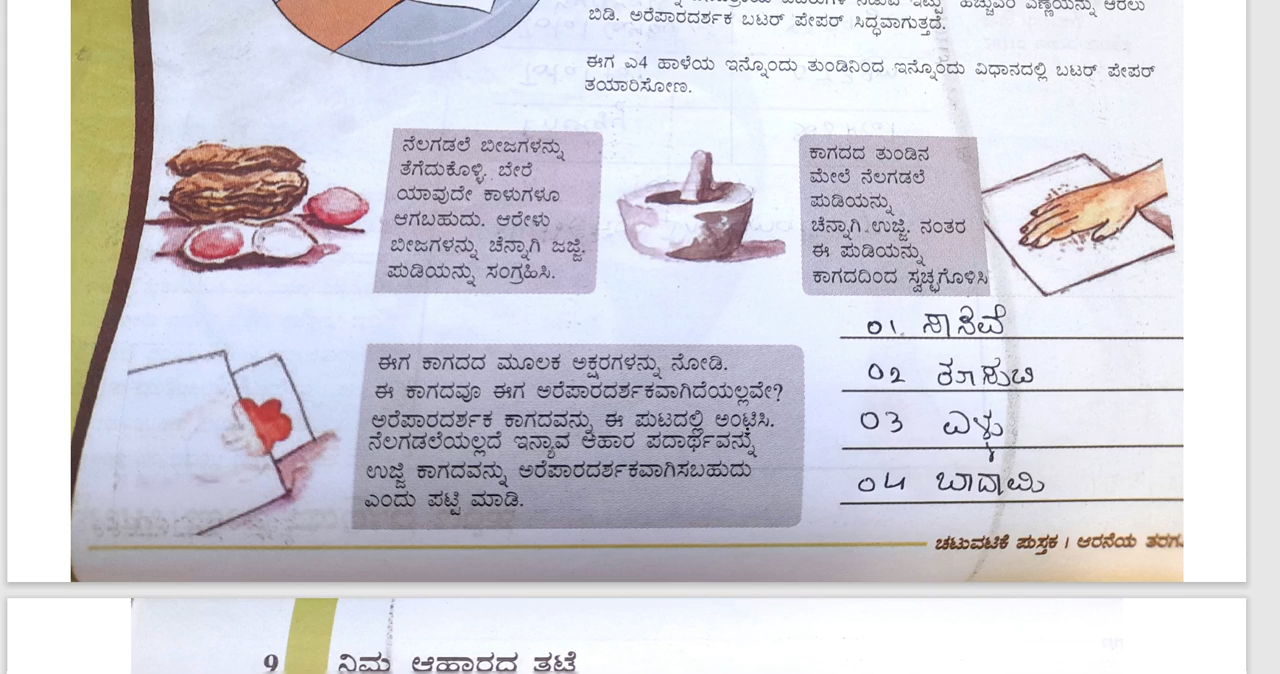 ಬಿಡಿ. ಅರೆಪಾರದರ್ಶಕ ಬಟರ್ ಪೇಪರ್ ಸಿದ್ಧವಾಗುತ್ತದೆ.
ಈಗ ಎ4 ಹಾಳೆಯ ಇನ್ನೊಂದು ತುಂಡಿನಿಂದ ಇನ್ನೊಂದು ವಿಧಾನದಲ್ಲಿ ಬಟರ್ ಪೇಪರ್
ತಯಾರಿಸೋಣ.
ನೆಲಗಡಲೆ ಬೀಜಗಳನ್ನು
ತೆಗೆದುಕೊಳ್ಳಿ. ಬೇರೆ
ಯಾವುದೇ ಕಾಳುಗಳೂ
ಆಗಬಹುದು. ಆರೇಳು
ಬೀಜಗಳನ್ನು ಚೆನ್ನಾಗಿ ಜಜ್ಜಿ.
ಪುಡಿಯನ್ನು ಸಂಗ್ರಹಿಸಿ.
ಕಾಗದದ ತುಂಡಿನ
ಮೇಲೆ ನೆಲಗಡಲೆ
ಪುಡಿಯನ್ನು
ಚೆನ್ನಾಗಿ ಉಜ್ಜಿ. ನಂತರ
ಈ ಪುಡಿಯನ್ನು
ಕಾಗದದಿಂದ ಸ್ವಚ್ಛಗೊಳಿಸಿ
ಈಗ ಕಾಗದದ ಮೂಲಕ ಅಕ್ಷರಗಳನ್ನು ನೋಡಿ.
ಈ ಕಾಗದವೂ ಈಗ ಅರೆಪಾರದರ್ಶಕವಾಗಿದೆಯಲ್ಲವೇ?
ಅರೆಪಾರದರ್ಶಕ ಕಾಗದವನ್ನು ಈ ಪುಟದಲ್ಲಿ ಅಂಟಿಸಿ.
ನೆಲಗಡಲೆಯಲ್ಲದೆ ಇನ್ಯಾವ ಆಹಾರ ಪದಾರ್ಥವನ್ನು
ಉಜ್ಜಿ ಕಾಗದವನ್ನು ಅರೆಪಾರದರ್ಶಕವಾಗಿಸಬಹುದು
ಎಂದು ಪಟ್ಟಿ ಮಾಡಿ.
01. ಸಾಸಿವೆ
02
03 ಎಳ್ಳು
04 ಬಾದಾಮಿ
ಚಟುವಟಿಕೆ ಪುಸ್ತಕ । ಆರನೆಯ
9 ನಿಮ್ಮ ಆಹಾರದ ತಟ್ಟೆ